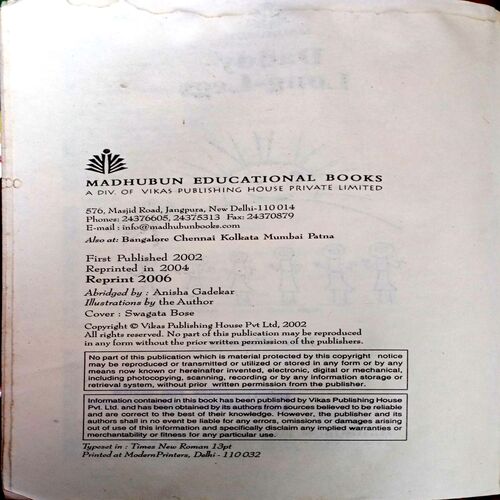 MADHUBUN EDUCATIONAL BOOKS
A DIV. OF VIKAS PUBLISHING HOUSE PRIVATE LIMITED
576, Masjid Road, Jangpura, New Delhi-110 014
Phones: 24376605, 24375313 Fax: 24370879
E-mail : info@madhubunbooks.com
Also at: Bangalore Chennai Kolkata Mumbai Patna
First Published 2002
Reprinted in 2004
Reprint 2006
Abridged by : Anisha Gadekar
Illustrations by the Author
Cover : Swagata Bose
Copyright © Vikas Publishing House Pvt Ltd, 2002
All rights reserved. No part of this publication may be reproduced
in any form without the prior written permission of the publishers.
No part of this publication which is material protected by this copyright notice
may be reproduced or transmitted or utilized or stored in any form or by any
means now known or hereinafter invented, electronic, digital or mechanical,
including photocopying, scanning, recording or by any information storage or
retrieval system, without prior written permission from the publisher.
Information contained in this book has been published by Vikas Publishing House
Pvt. Ltd. and has been obtained by its authors from sources believed to be reliable
and are correct to the best of their knowledge. However, the publisher and its
authors shall in no event be liable for any errors, omissions or damages arising
out of use of this information and specifically disclaim any implied warranties or
merchantability or fitness for any particular use.
Typeset in : Times New Roman 13pt
Printed at ModernPrinters, Delhi - 110 032